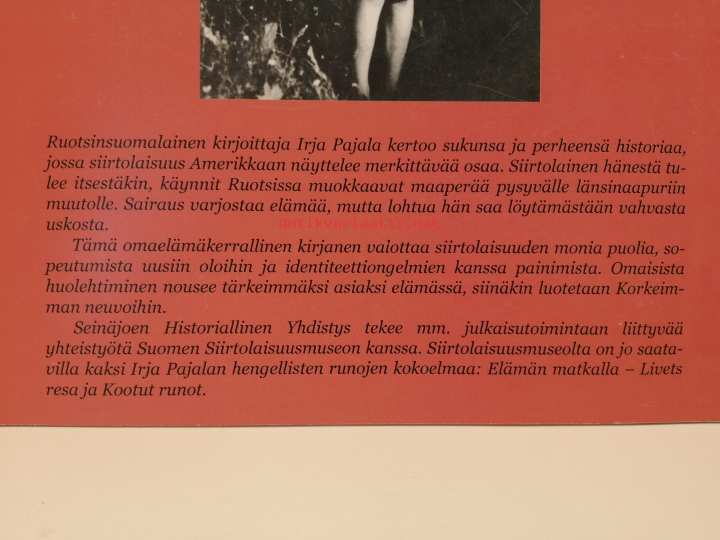 Ruotsinsuomalainen kirjoittaja Irja Pajala kertoo sukunsa ja perheensä historiaa,
jossa siirtolaisuus Amerikkaan näyttelee merkittävää osaa. Siirtolainen hänestä tu-
lee itsestäkin, käynnit Ruotsissa muokkaavat maaperää pysyvälle länsinaapuriin
muutolle. Sairaus varjostaa elämää, mutta lohtua hän saa löytämästään vahvasta
uskosta.
Tämä omaelämäkerrallinen kirjanen valottaa siirtolaisuuden monia puolia, so-
peutumista uusiin oloihin ja identiteettiongelmien kanssa painimista. Omaisista
huolehtiminen nousee tärkeimmäksi asiaksi elämässä, siinäkin luotetaan Korkeim-
man neuvoihin.
Seinäjoen Historiallinen Yhdistys tekee mm. julkaisutoimintaan liittyvää
yhteistyötä Suomen Siirtolaisuusmuseon kanssa. Siirtolaisuusmuseolta on jo saata-
villa kaksi Irja Pajalan hengellisten runojen kokoelmaa: Elämän matkalla – Livets
resa ja Kootut runot.